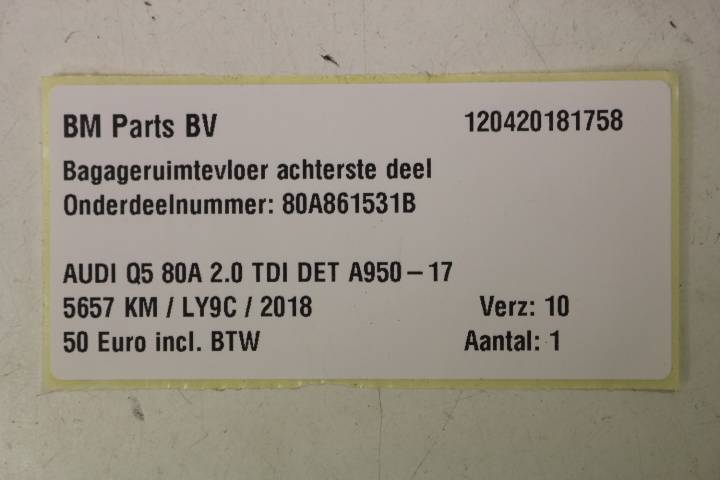 BM Parts BV 120420181758
Bagageruimtevloer achterste deel
Onderdeelnummer: 80A861531B
AUDI Q5 80A 2.0 TDI DET A950-17
5657 KM / LY9C / 2018 Verz: 10
50 Euro incl. BTW Aantal: 1